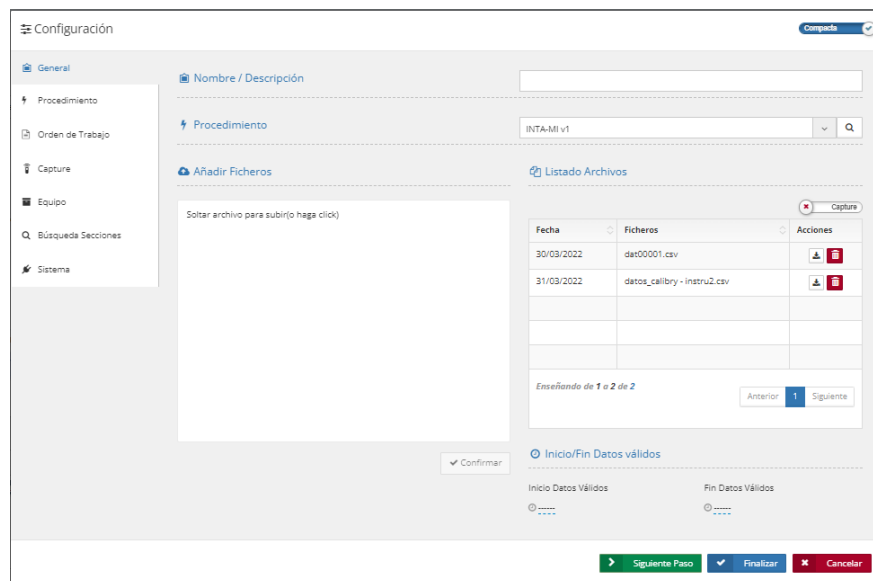 Configuración
Compacta
General
Procedimiento
Orden de Trabajo
Capture
Equipo
Búsqueda Secciones
Sistema
Nombre / Descripción
Procedimiento
INTA-MI v1
Añadir Ficheros
Soltar archivo para subir(o haga click)
Confirmar
Listado Archivos
Capture
Fecha Ficheros Acciones
30/03/2022 dat00001.csv
31/03/2022 datos_calibry - instru2.csv
Enseñando de 1 a 2 de 2
Anterior 1 Siguiente
Inicio/Fin Datos válidos
Inicio Datos Válidos Fin Datos Válidos
------ ------
Siguiente Paso Finalizar Cancelar